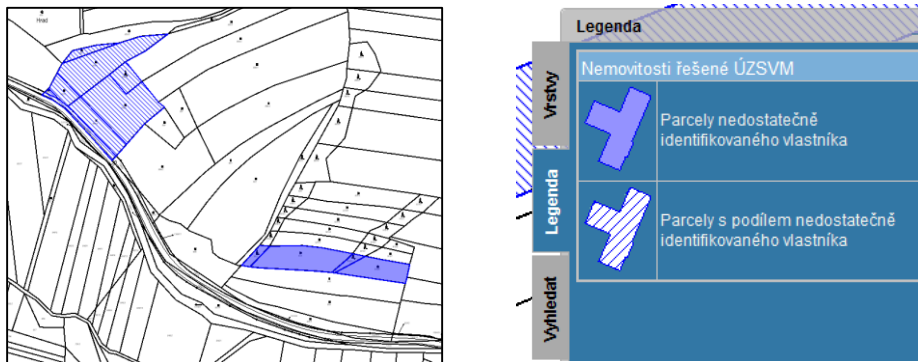 Hrad
Legenda
Vrstvy
Legenda
Vyhledat
Nemovitosti řešené ÚZSVM
Parcely nedostatečně
identifikovaného vlastníka
Parcely s podílem nedostatečně
identifikovaného vlastníka